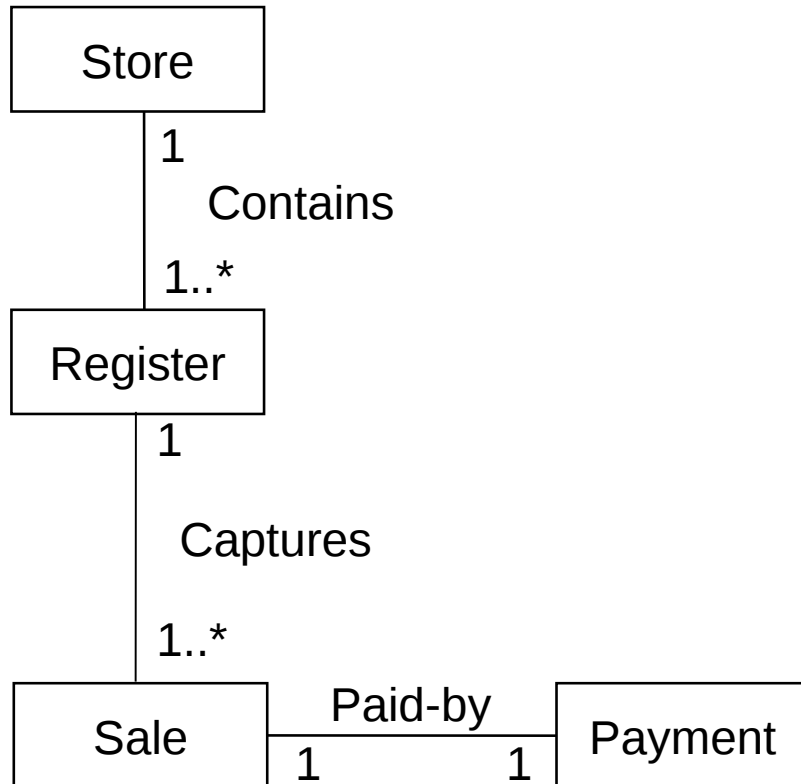 Store
1
Contains
1..*
Register
1
Captures
1..*
Paid-by
Sale
1
1
Payment